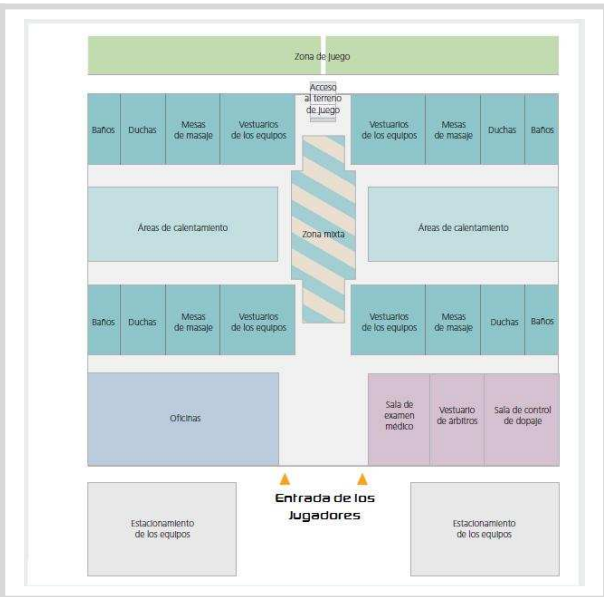 Zona de Juego
Acceso
al terreno
de juego
Baños
Duchas
Mesas
de masaje
Vestuarios
de los equipos
Vestuarios
de los equipos
Mesas
de masaje
Duchas
Baños
Áreas de calentamiento
Zona mixta
Áreas de calentamiento
Baños
Duchas
Mesas
de masaje
Vestuarios
de los equipos
Vestuarios
de los equipos
Mesas
de masaje
Duchas
Baños
Oficinas
Sala de
examen
médico
Vestuario
de árbitros
Sala de control
de dopaje
Entrada de los
Jugadores
Estacionamiento
de los equipos
Estacionamiento
de los equipos